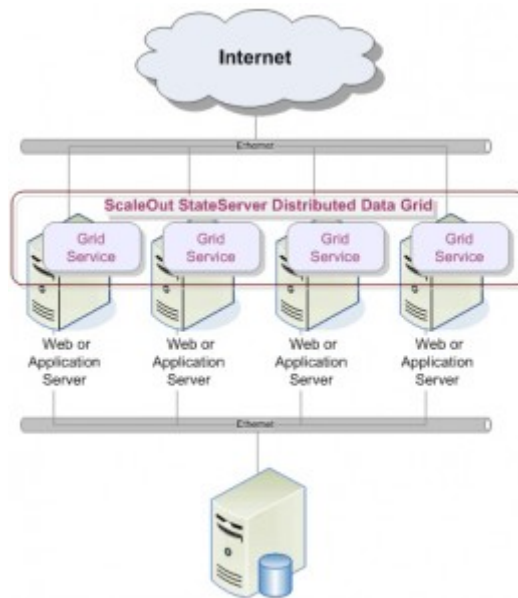 Internet
Ethernet
ScaleOut StateServer Distributed Data Grid
Grid
Service
Grid
Service
Grid
Service
Grid
Service
Web or
Application
Server
Web or
Application
Server
Web or
Application
Server
Web or
Application
Server
Ethernet